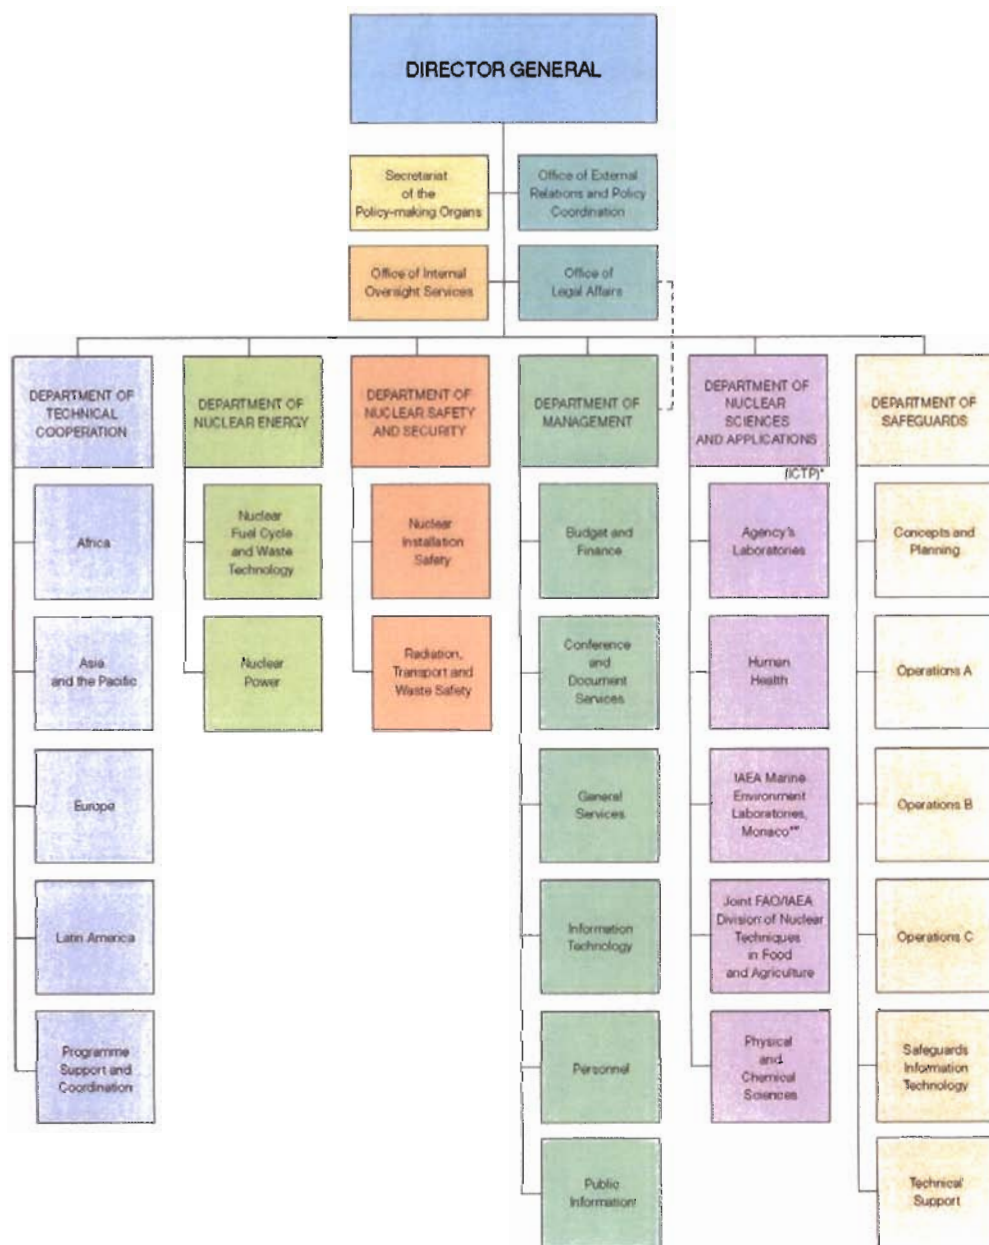 DIRECTOR GENERAL
Secretariat
of the
Policy-making Organs
Office of External
Relations and Policy
Coordination
Office of Internal
Oversight Services
Office of
Legal Affairs
DEPARTMENT OF
TECHNICAL
COOPERATION
DEPARTMENT OF
NUCLEAR ENERGY
DEPARTMENT OF
NUCLEAR SAFETY
AND SECURITY
DEPARTMENT OF
MANAGEMENT
DEPARTMENT OF
NUCLEAR
SCIENCES
AND APPLICATIONS
(ICTP)*
DEPARTMENT OF
SAFEGUARDS
Africa
Nuclear
Fuel Cycle
and Waste
Technology
Nuclear
Installation
Safety
Budget and
Finance
Agency's
Laboratories
Concepts and
Planning
Asia
and the Pacific
Nuclear
Power
Radiation,
Transport and
Waste Safety
Conference
and
Document
Services
Human
Health
Operations A
Europe
General
Services
IAEA Marine
Environment
Laboratories,
Monaco**
Operations B
Latin America
Information
Technology
Joint FAO/IAEA
Division of Nuclear
Techniques
in Food
and Agriculture
Operations C
Programme
Support and
Coordination
Personnel
Physical
and
Chemical
Sciences
Safeguards
Information
Technology
Public
Information
Technical
Support